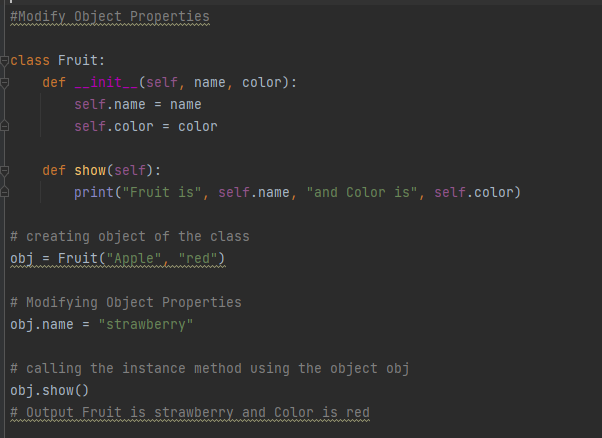 #Modify Object Properties
class Fruit:
    def __init__(self, name, color):
        self.name = name
        self.color = color
    def show(self):
        print("Fruit is", self.name, "and Color is", self.color)
# creating object of the class
obj = Fruit("Apple", "red")
# Modifying Object Properties
obj.name = "strawberry"
# calling the instance method using the object obj
obj.show()
# Output Fruit is strawberry and Color is red